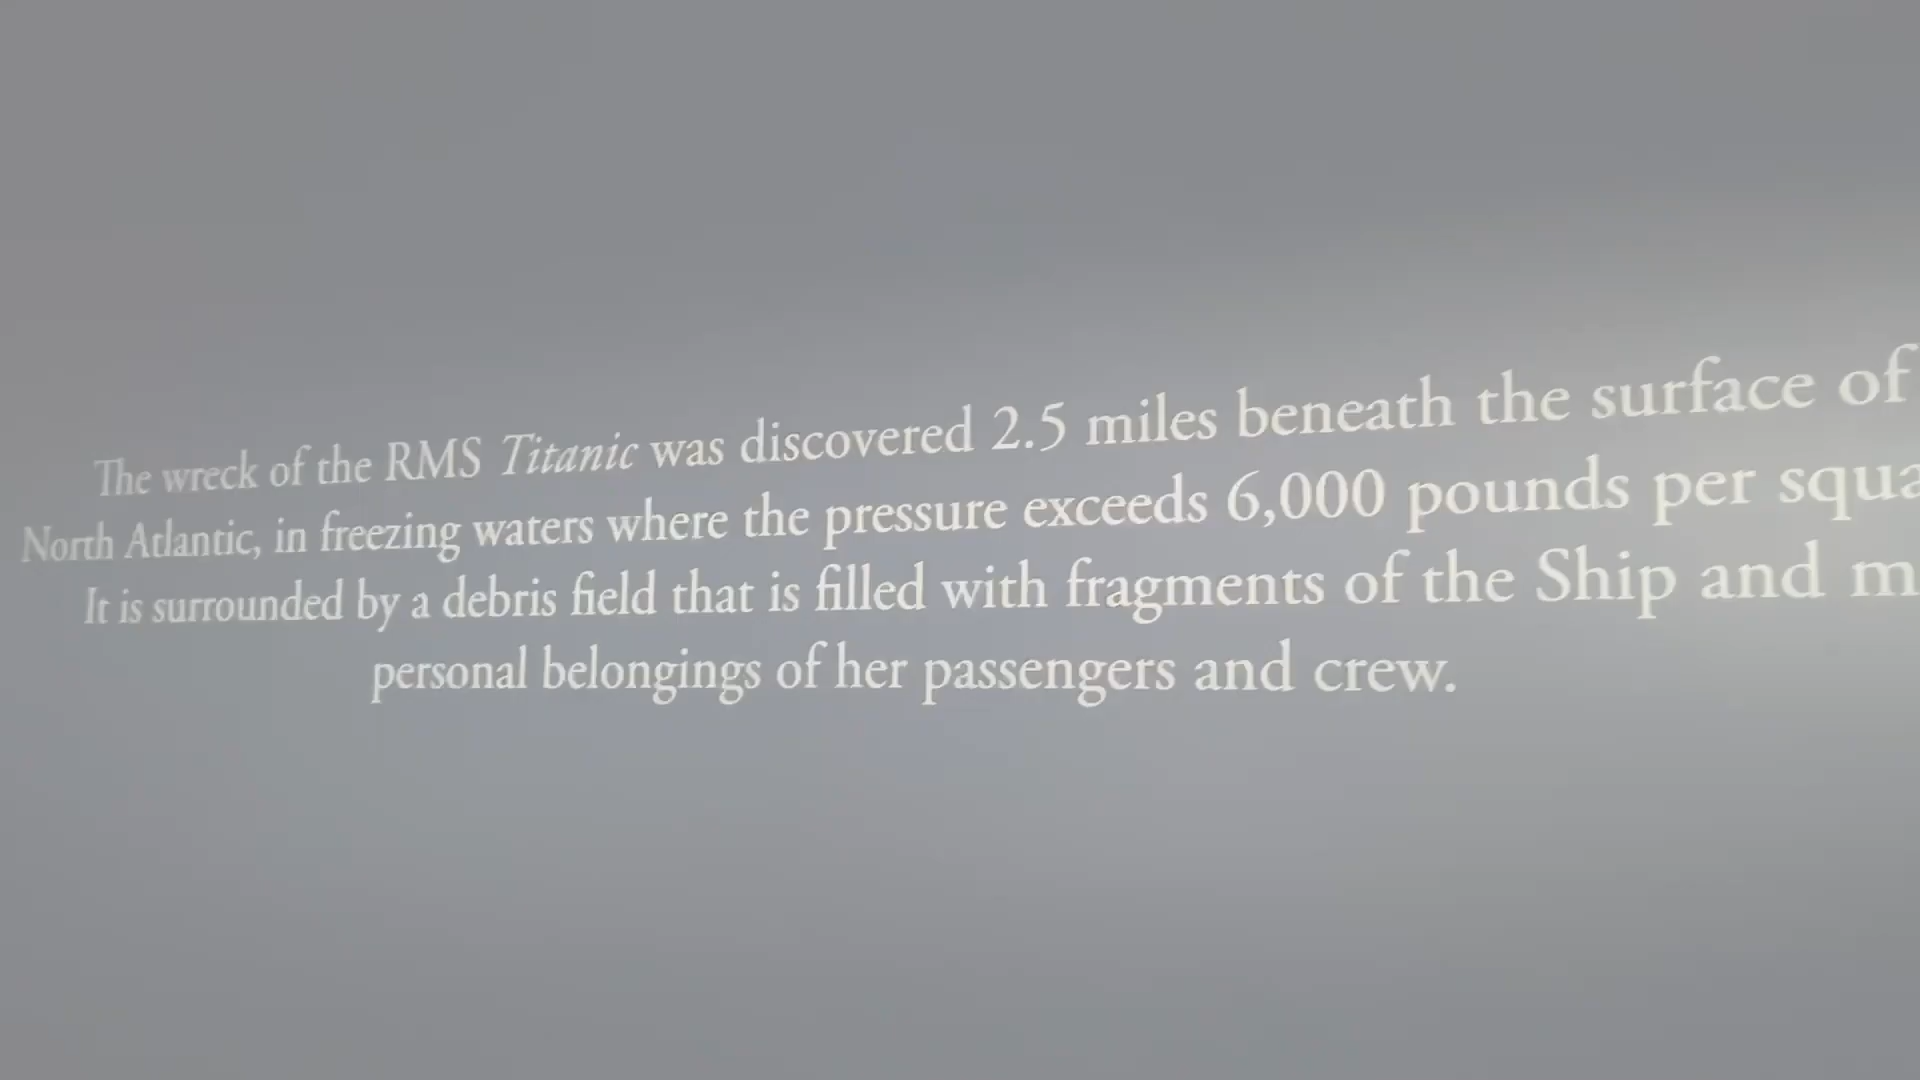 The wreck of the RMS Titanic was discovered 2.5 miles beneath the surface of
North Atlantic, in freezing waters where the pressure exceeds 6,000 pounds per squa
It is surrounded by a debris field that is filled with fragments of the Ship and m
personal belongings of her passengers and crew.